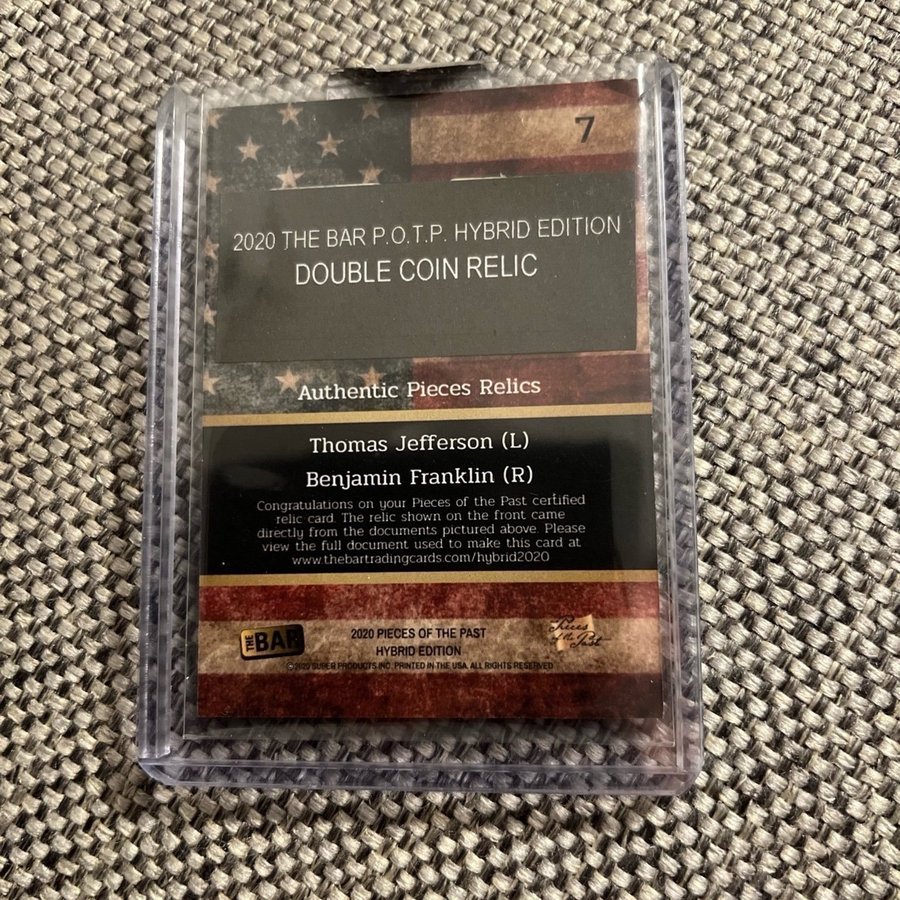 7
2020 THE BAR P.O.T.P. HYBRID EDITION
DOUBLE COIN RELIC
Authentic Pieces Relics
Thomas Jefferson (L)
Benjamin Franklin (R)
Congratulations on your Pieces of the Past certified
relic card. The relic shown on the front came
directly from the documents pictured above. Please
view the full document used to make this card at
www.thebartradingcards.com/hybrid2020
THE BAR
2020 PIECES OF THE PAST
HYBRID EDITION
Pieces
of the Past
©2020 SUPER PRODUCTS INC. PRINTED IN THE USA. ALL RIGHTS RESERVED